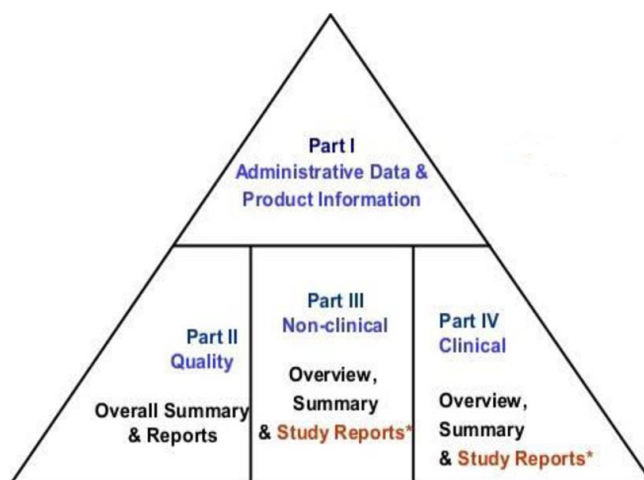 Part I
Administrative Data &
Product Information
Part II
Quality
Overall Summary
& Reports
Part III
Non-clinical
Overview,
Summary
& Study Reports*
Part IV
Clinical
Overview,
Summary
& Study Reports*